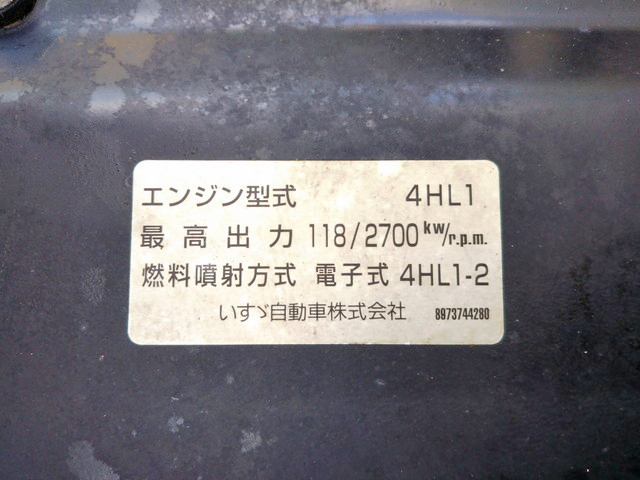 エンジン型式 4HL1
最高出力 118/2700 kw/r.p.m.
燃料噴射方式 電子式 4HL1-2
いすゞ自動車株式会社 8973744280